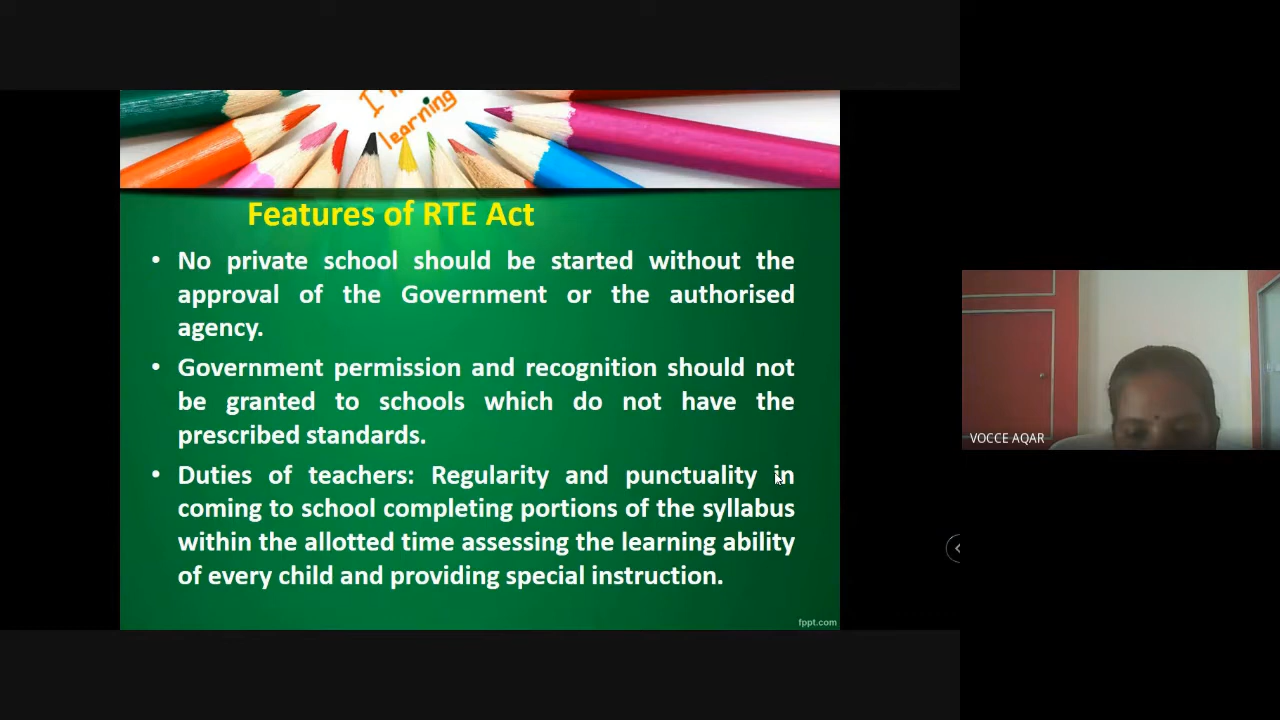 learning
Features of RTE Act
• No private school should be started without the
approval of the Government or the authorised
agency.
• Government permission and recognition should not
be granted to schools which do not have the
prescribed standards.
• Duties of teachers: Regularity and punctuality in
coming to school completing portions of the syllabus
within the allotted time assessing the learning ability
of every child and providing special instruction.
fppt.com
VOCCE AQAR